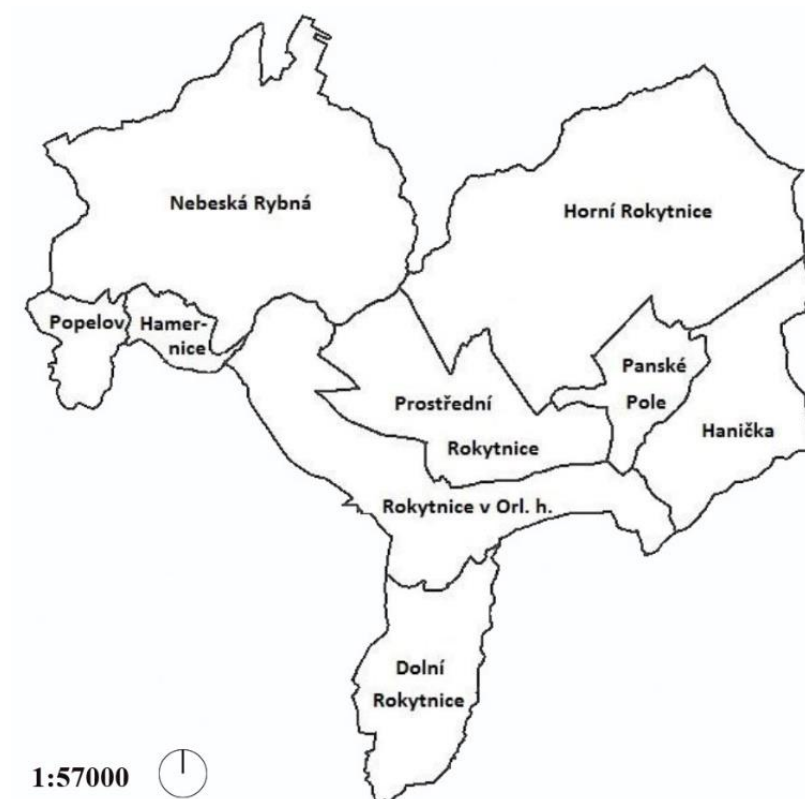 Nebeská Rybná
Horní Rokytnice
Popelov
Hamer-
nice
Panské
Pole
Prostřední
Rokytnice
Hanička
Rokytnice v Orl. h.
Dolní
Rokytnice
1:57000